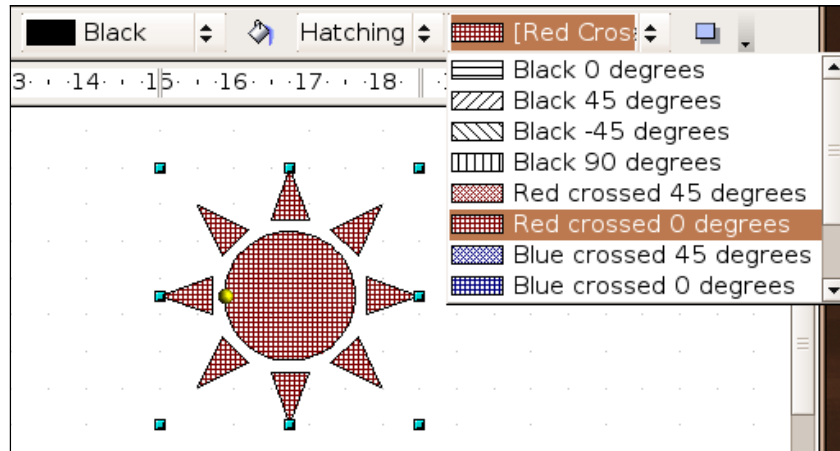 Black Hatching [Red Cros
3 14 15 16 17 18
Black 0 degrees
Black 45 degrees
Black -45 degrees
Black 90 degrees
Red crossed 45 degrees
Red crossed 0 degrees
Blue crossed 45 degrees
Blue crossed 0 degrees